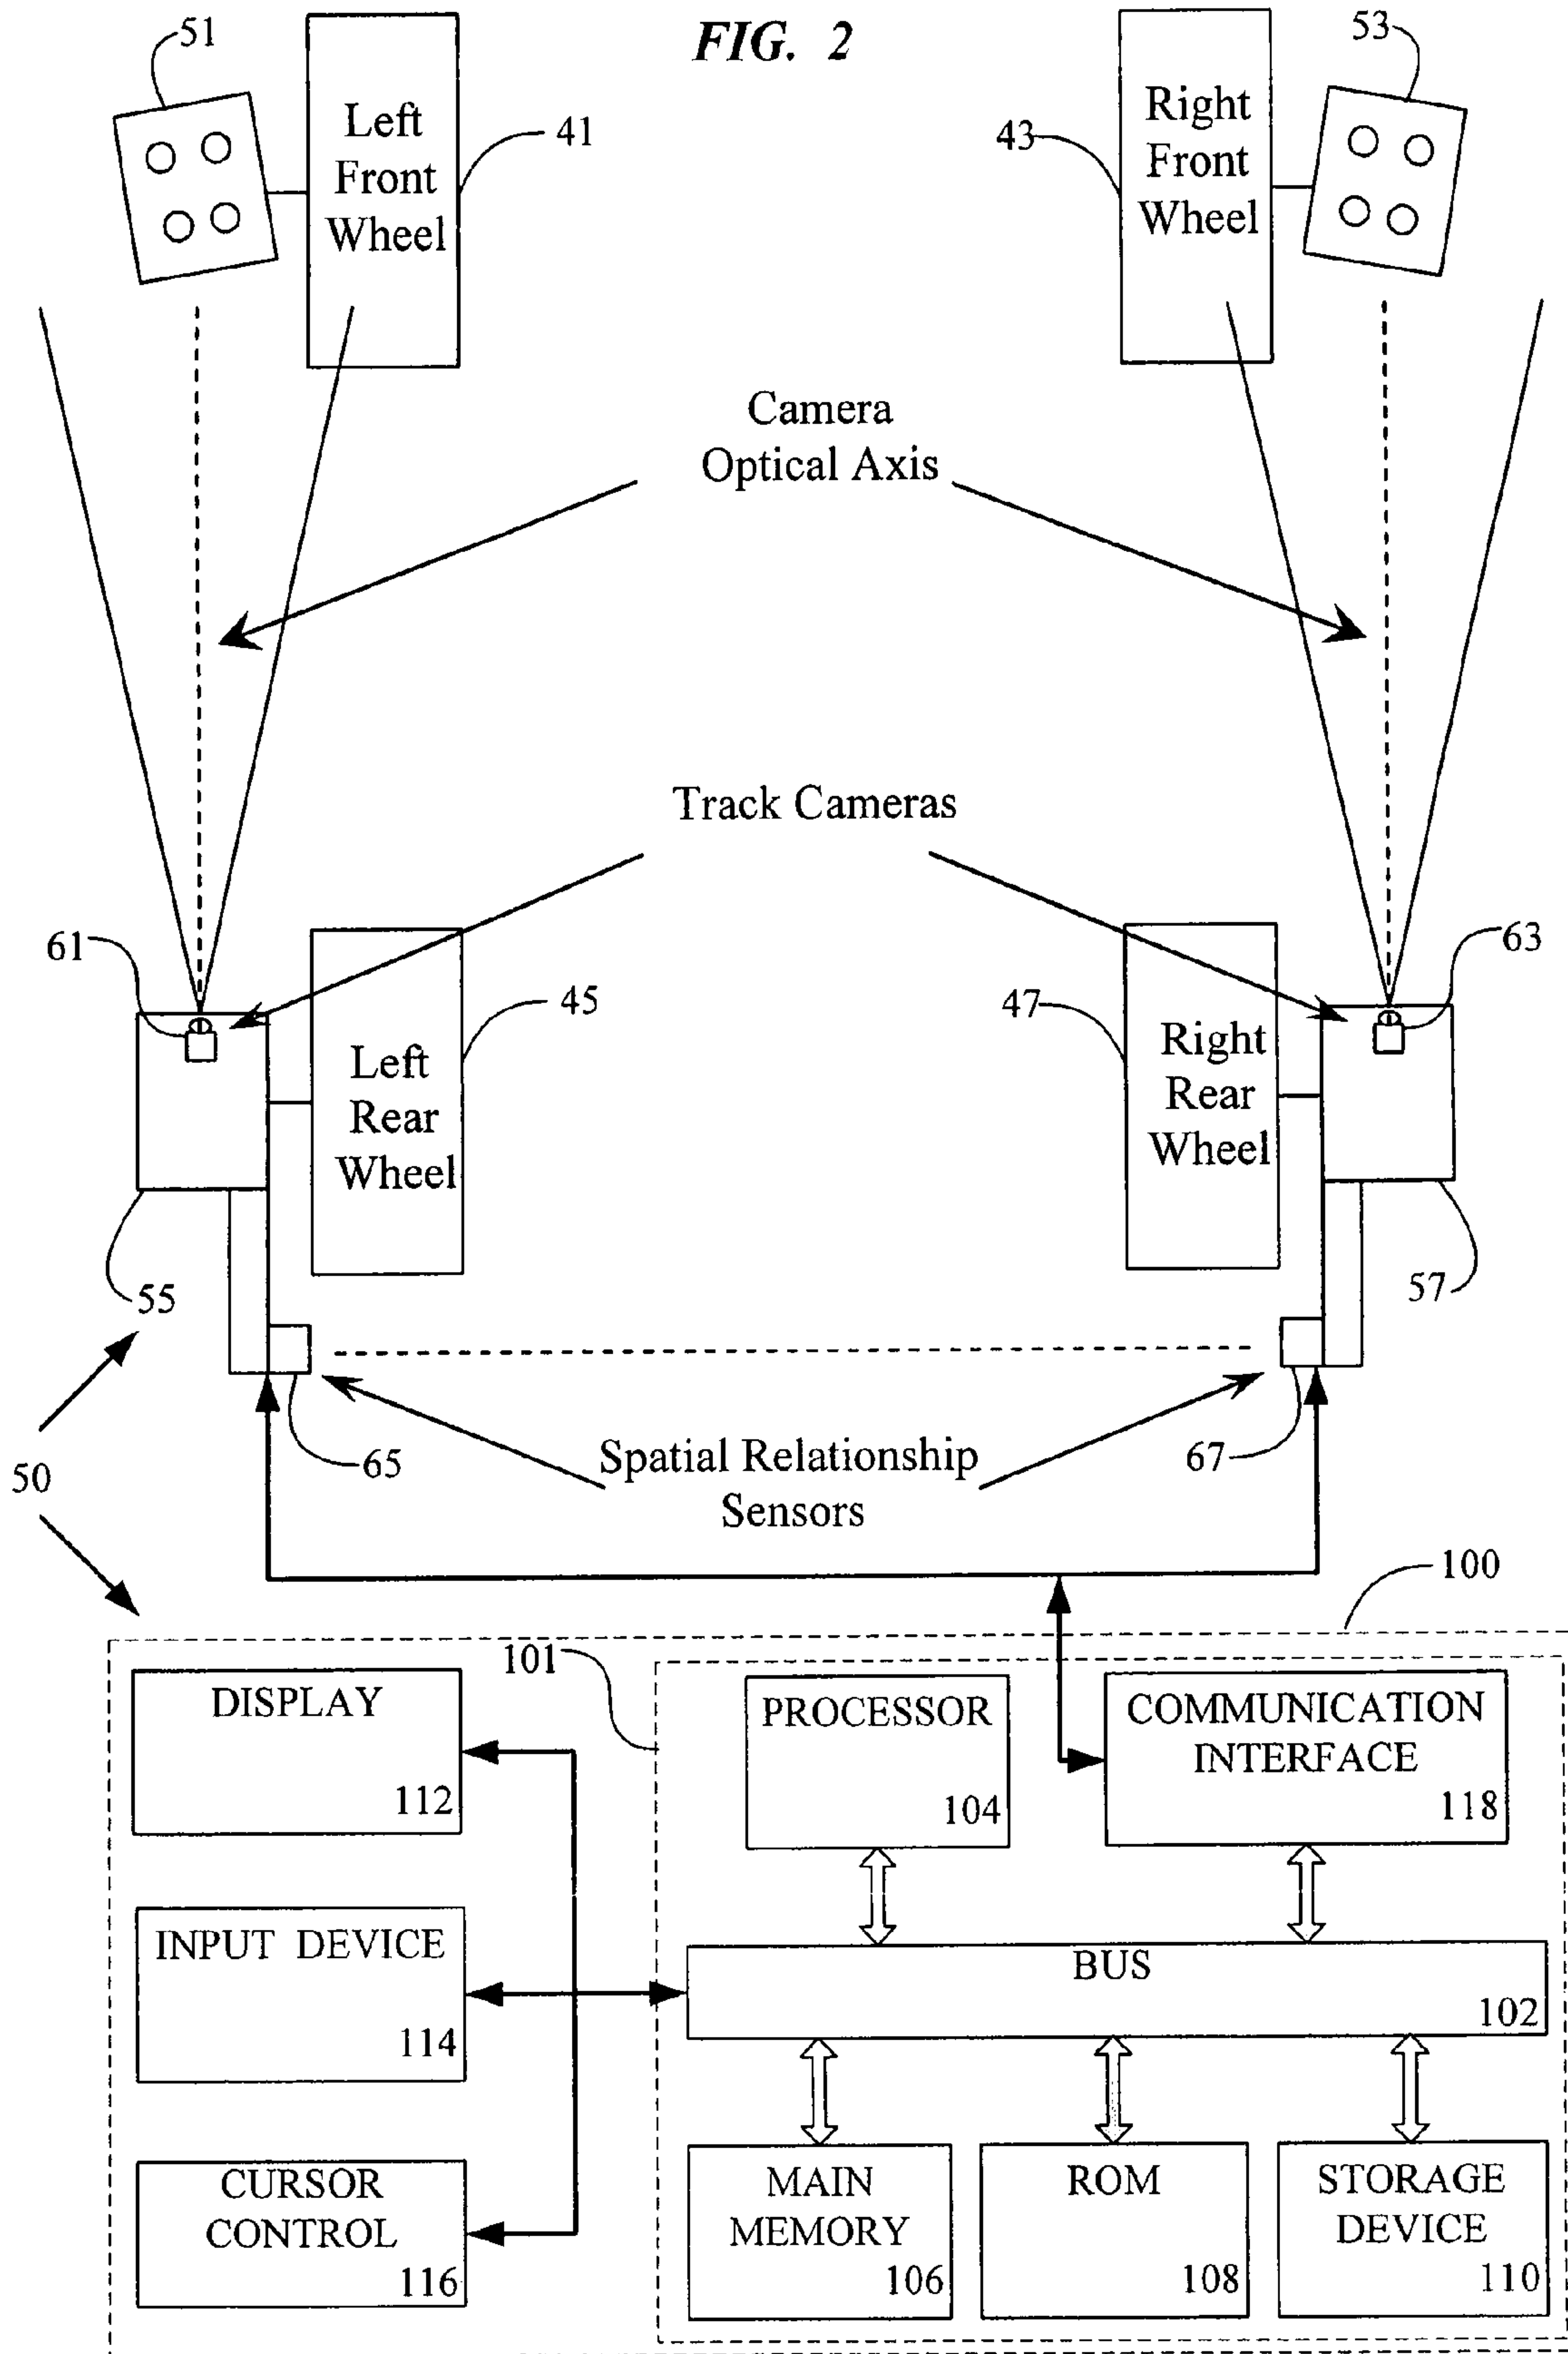 FIG. 2
51
53
Left
Front
Wheel
41
43
Right
Front
Wheel
Camera
Optical Axis
Track Cameras
61
63
45
47
Left
Rear
Wheel
Right
Rear
Wheel
55
57
65
67
Spatial Relationship
Sensors
50
100
101
DISPLAY
112
PROCESSOR
104
COMMUNICATION
INTERFACE
118
INPUT DEVICE
114
BUS
102
CURSOR
CONTROL
116
MAIN
MEMORY
106
ROM
108
STORAGE
DEVICE
110